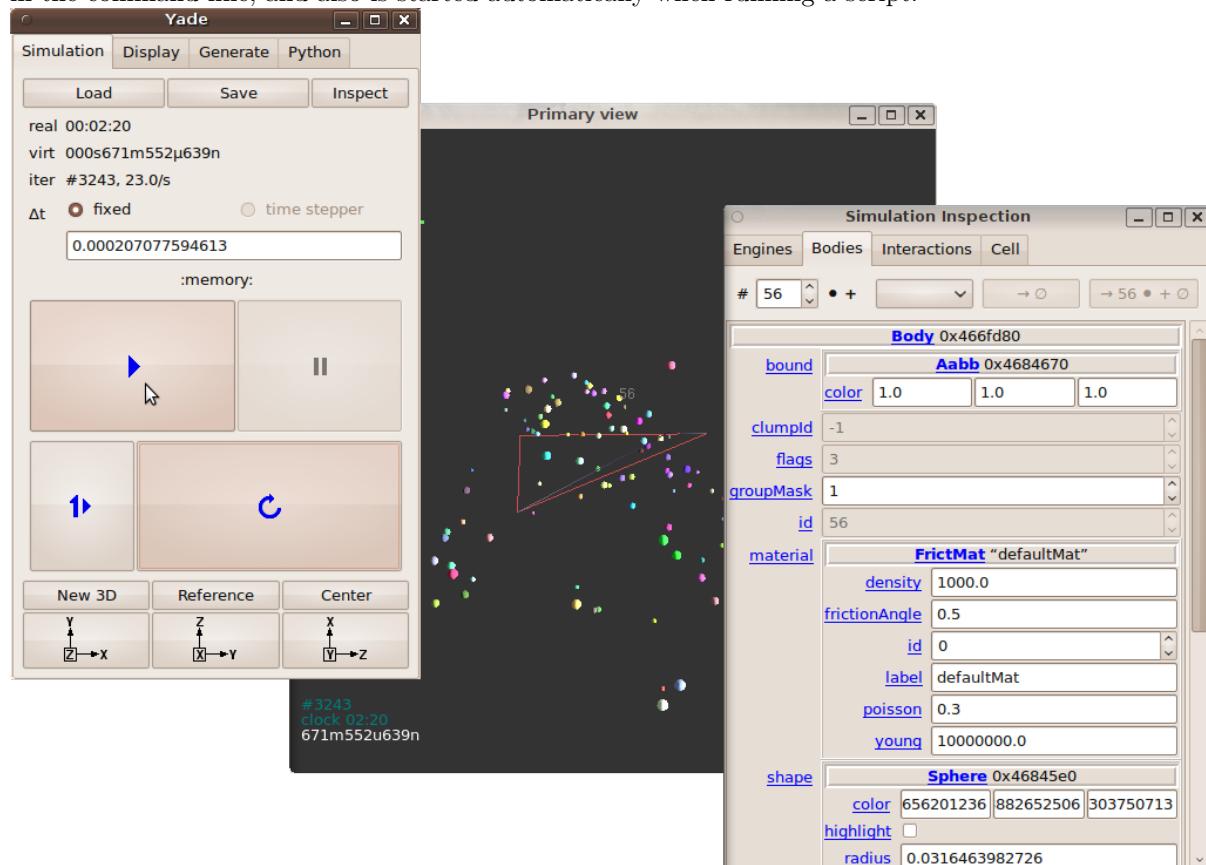 Yade
Simulation Display Generate Python
Load Save Inspect
real 00:02:20
virt 000s671m552µ639n
iter #3243, 23.0/s
Δt fixed time stepper
0.000207077594613
:memory:
1
New 3D Reference Center
Y Z X
Z X X Y Y Z
Primary view
56
#3243
clock 02:20
671m552u639n
Simulation Inspection
Engines Bodies Interactions Cell
# 56 • + → ∅ → 56 • + ∅
Body 0x466fd80
bound Aabb 0x4684670
color 1.0 1.0 1.0
clumpId -1
flags 3
groupMask 1
id 56
material FrictMat “defaultMat”
density 1000.0
frictionAngle 0.5
id 0
label defaultMat
poisson 0.3
young 10000000.0
shape Sphere 0x46845e0
color 656201236 882652506 303750713
highlight
radius 0.0316463982726